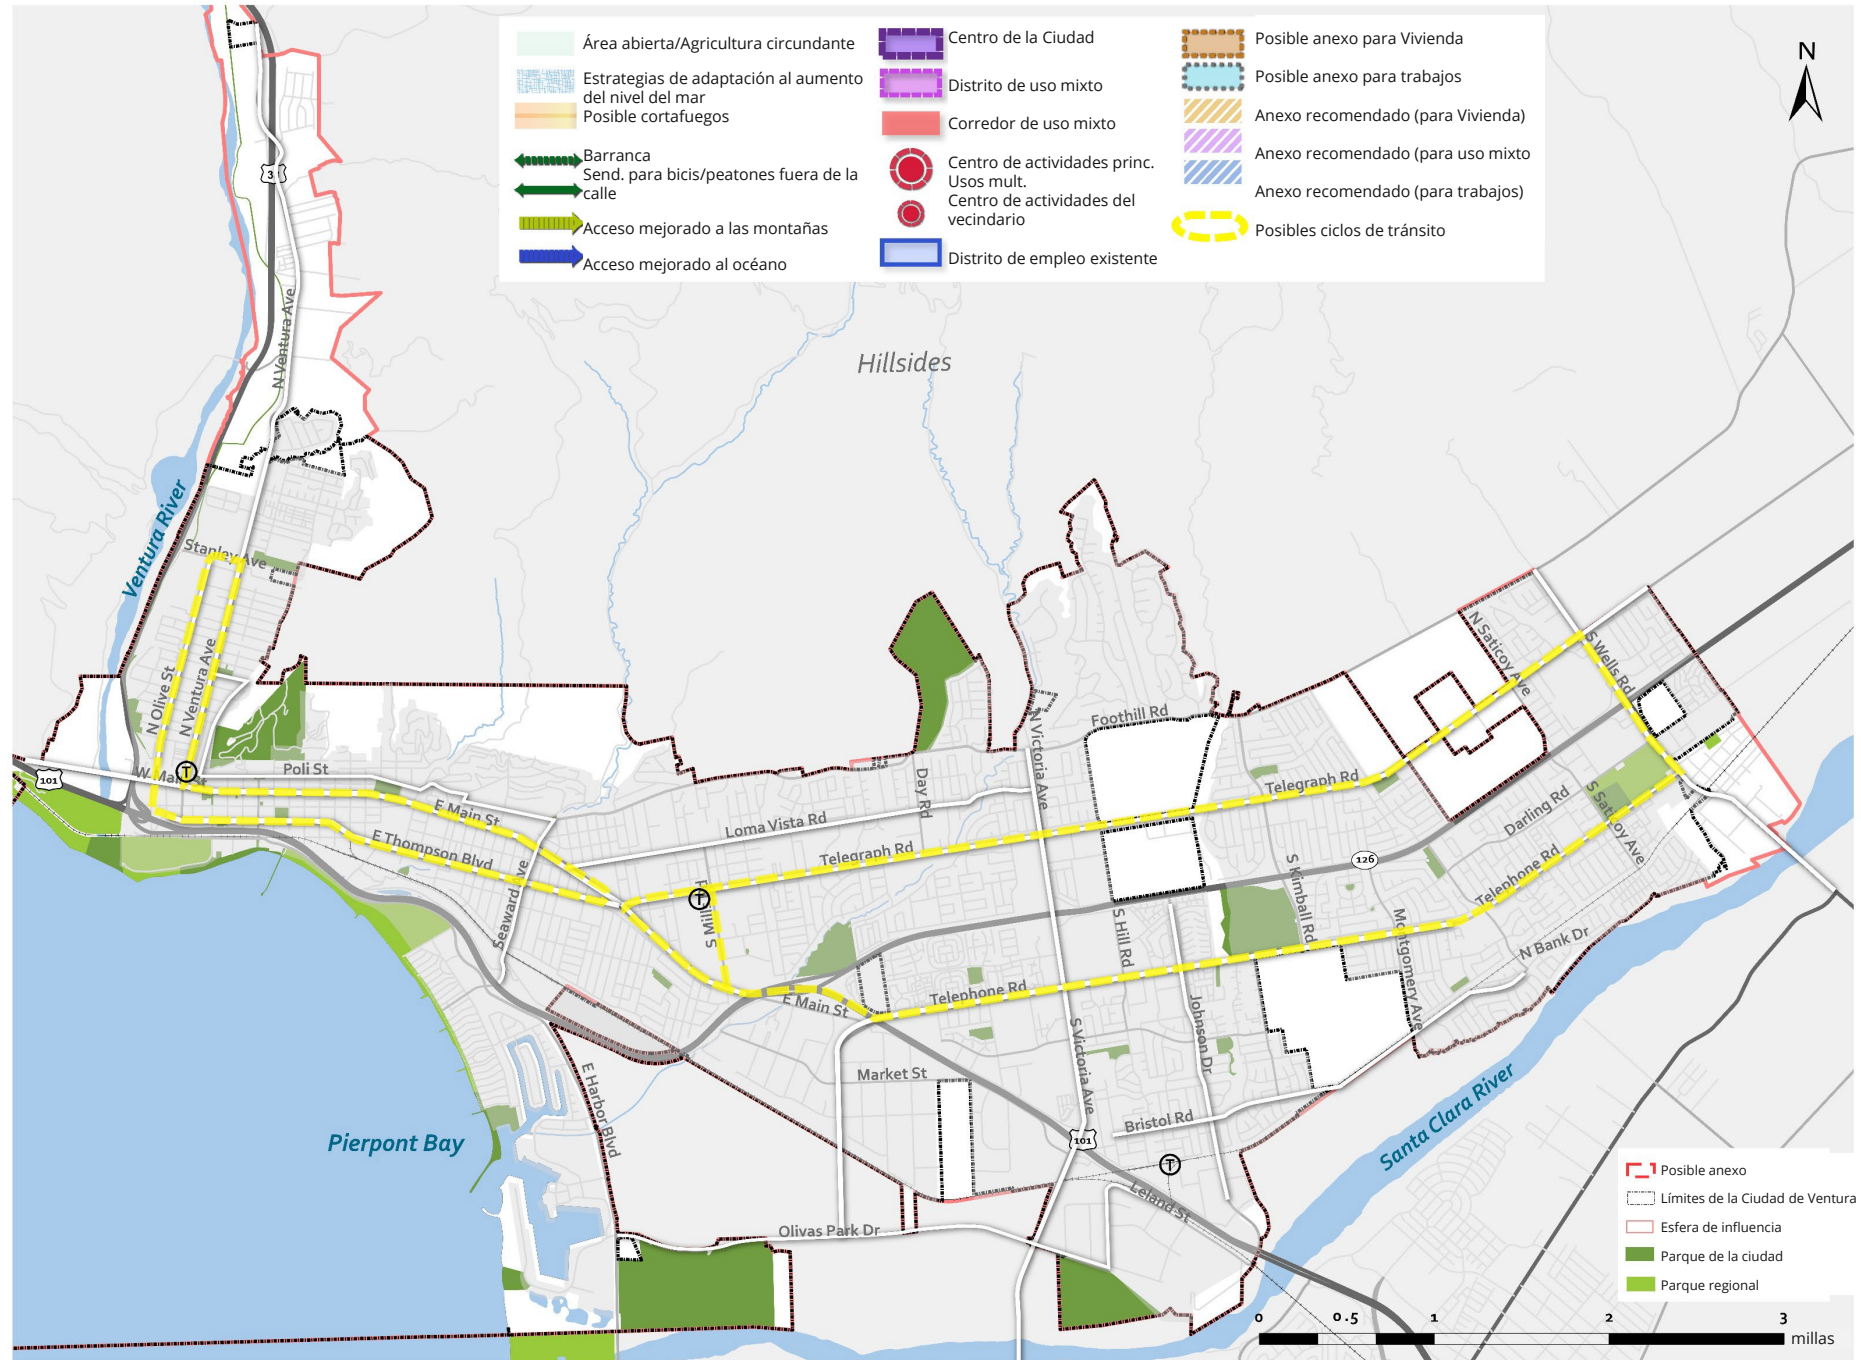 Área abierta/Agricultura circundante
Estrategias de adaptación al aumento
del nivel del mar
Posible cortafuegos
Barranca
Send. para bicis/peatones fuera de la
calle
Acceso mejorado a las montañas
Acceso mejorado al océano
Centro de la Ciudad
Distrito de uso mixto
Corredor de uso mixto
Centro de actividades princ.
Usos mult.
Centro de actividades del
vecindario
Distrito de empleo existente
Posible anexo para Vivienda
Posible anexo para trabajos
Anexo recomendado (para Vivienda)
Anexo recomendado (para uso mixto
Anexo recomendado (para trabajos)
Posibles ciclos de tránsito
N
33
N Ventura Ave
Hillsides
Ventura River
Stanley Ave
N Olive St
N Ventura Ave
101
W Main St
T
Poli St
E Main St
E Thompson Blvd
Seaward Ave
Loma Vista Rd
Day Rd
N Victoria Ave
Foothill Rd
Telegraph Rd
Telegraph Rd
N Saticoy Ave
S Wells Rd
S Saticoy Ave
Darling Rd
126
Telephone Rd
T
S Mills Rd
S Hill Rd
S Kimball Rd
Montgomery Ave
N Bank Dr
E Main St
Telephone Rd
Johnson Dr
S Victoria Ave
Market St
E Harbor Blvd
Bristol Rd
101
T
Leland St
Olivas Park Dr
Pierpont Bay
Santa Clara River
Posible anexo
Límites de la Ciudad de Ventura
Esfera de influencia
Parque de la ciudad
Parque regional
0 0.5 1 2 3
millas